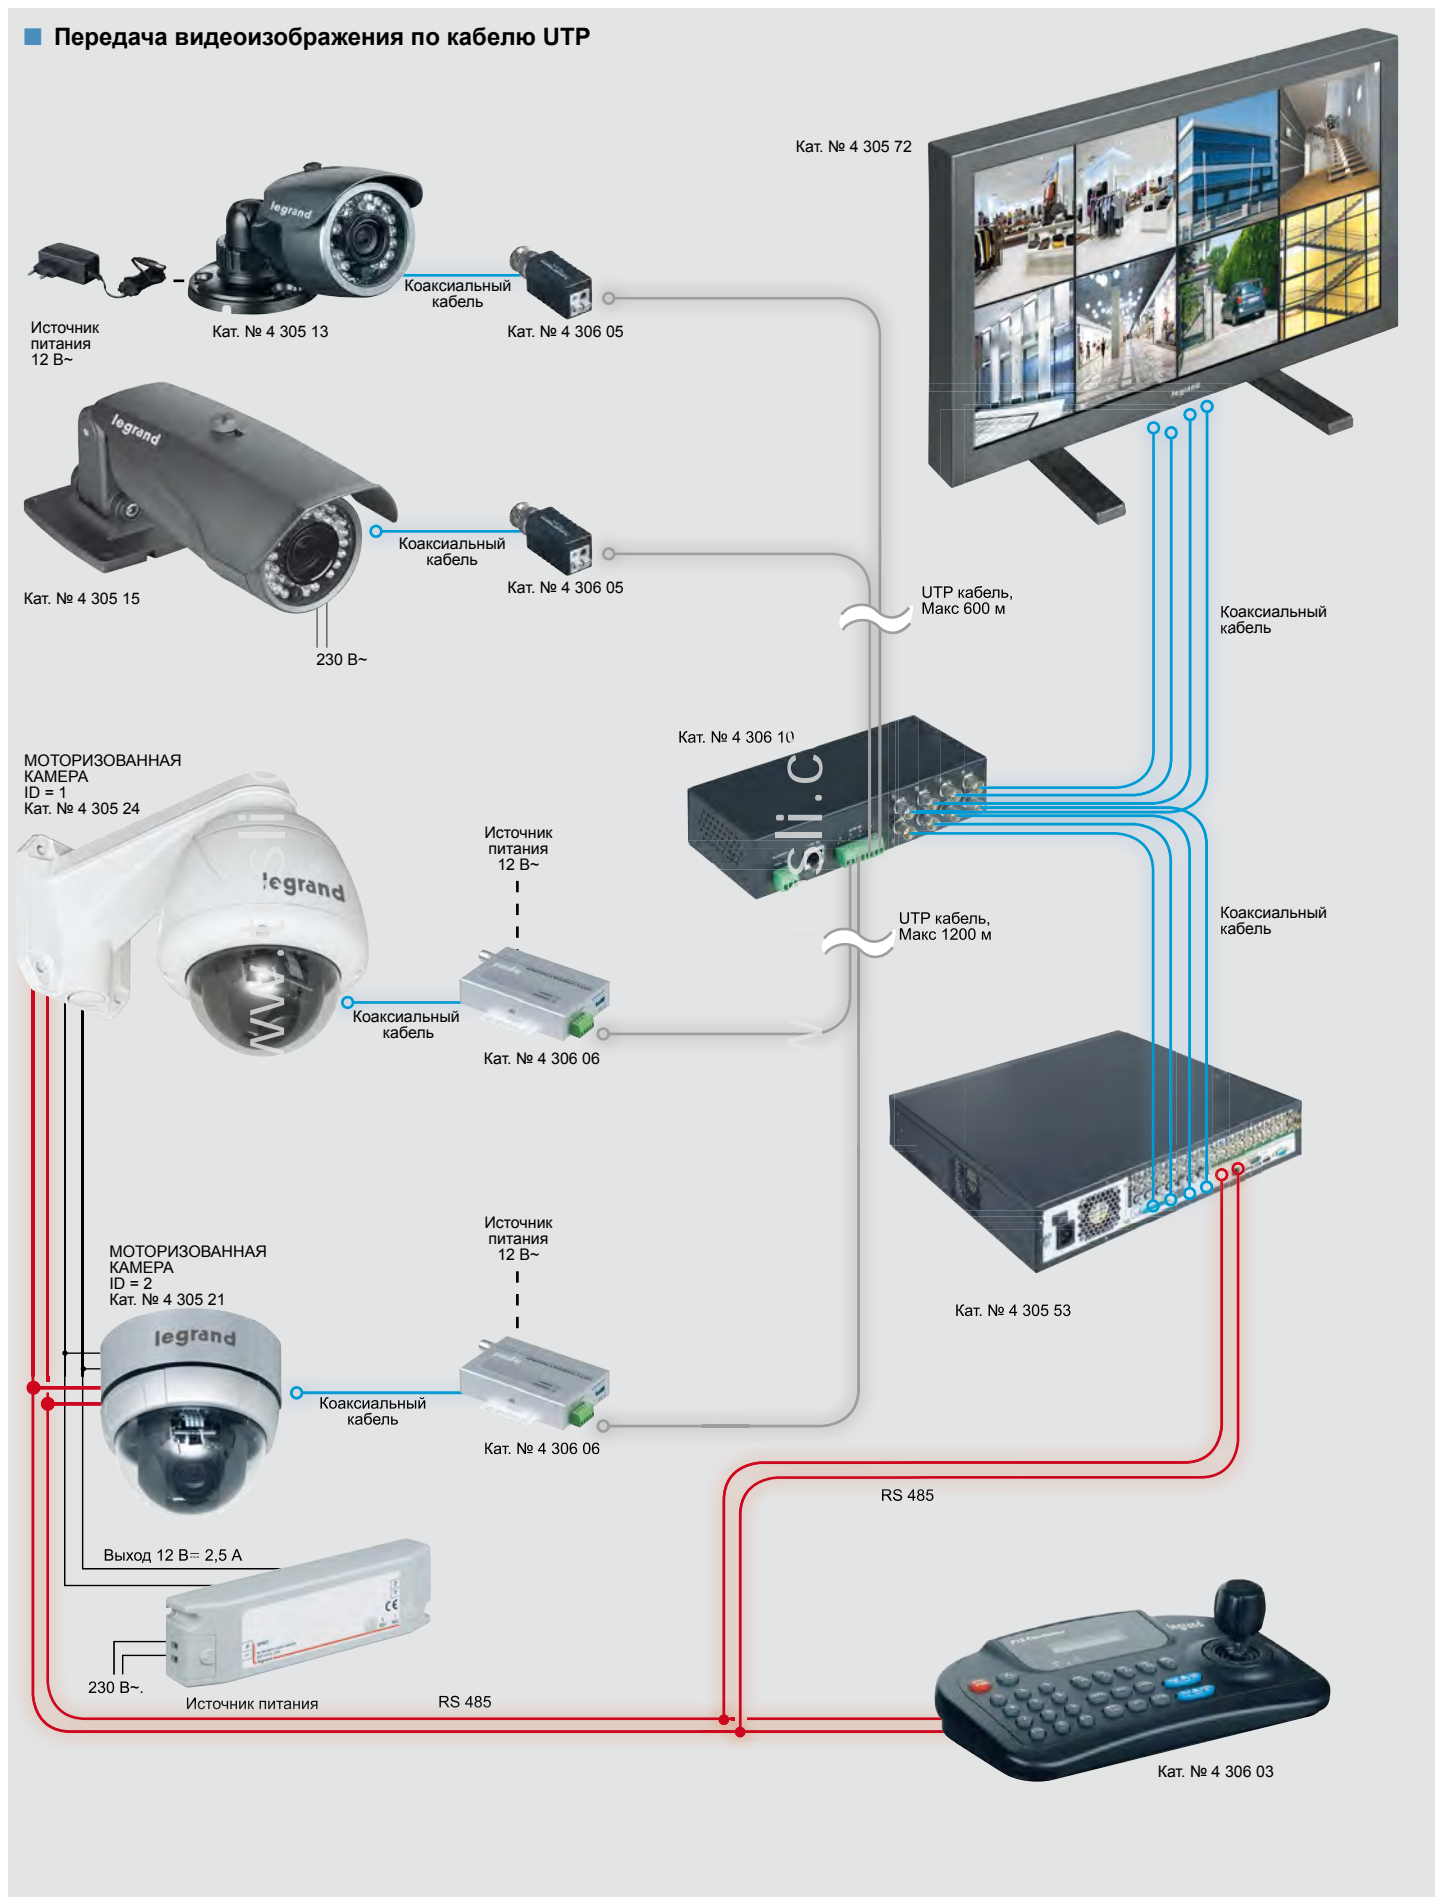 Передача видеоизображения по кабелю UTP
Кат. № 4 305 72
legrand
legrand
Источник
питания
12 В~
Кат. № 4 305 13
Коаксиальный
кабель
Кат. № 4 306 05
legrand
Кат. № 4 305 15
230 В~
Коаксиальный
кабель
Кат. № 4 306 05
UTP кабель,
Макс 600 м
Коаксиальный
кабель
Кат. № 4 306 10
МОТОРИЗОВАННАЯ
КАМЕРА
ID = 1
Кат. № 4 305 24
legrand
Источник
питания
12 В~
Коаксиальный
кабель
Кат. № 4 306 06
UTP кабель,
Макс 1200 м
Коаксиальный
кабель
Кат. № 4 305 53
МОТОРИЗОВАННАЯ
КАМЕРА
ID = 2
Кат. № 4 305 21
legrand
Источник
питания
12 В~
Коаксиальный
кабель
Кат. № 4 306 06
RS 485
Выход 12 В⎓ 2,5 А
CE
230 В~.
Источник питания
RS 485
legrand
Кат. № 4 306 03